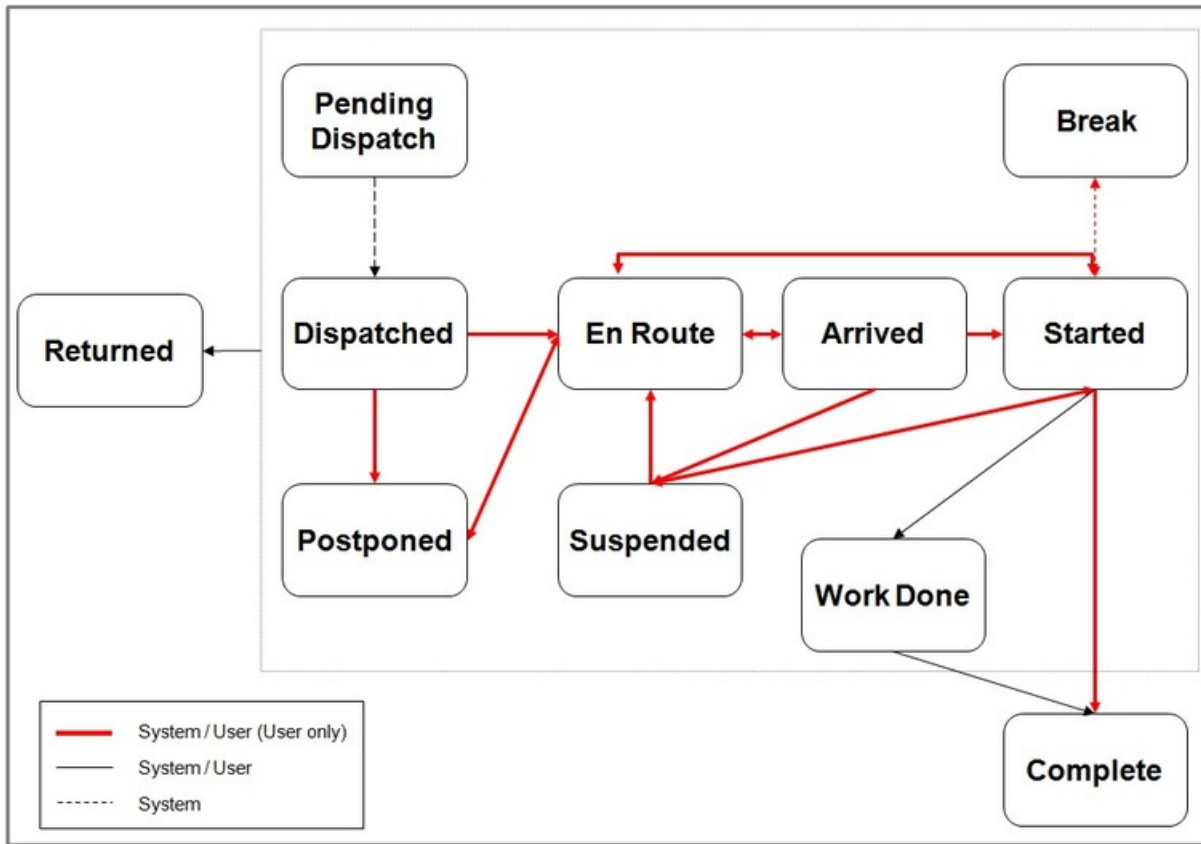 Pending
Dispatch
Break
Returned
Dispatched
En Route
Arrived
Started
Postponed
Suspended
Work Done
Complete
System / User (User only)
System / User
System